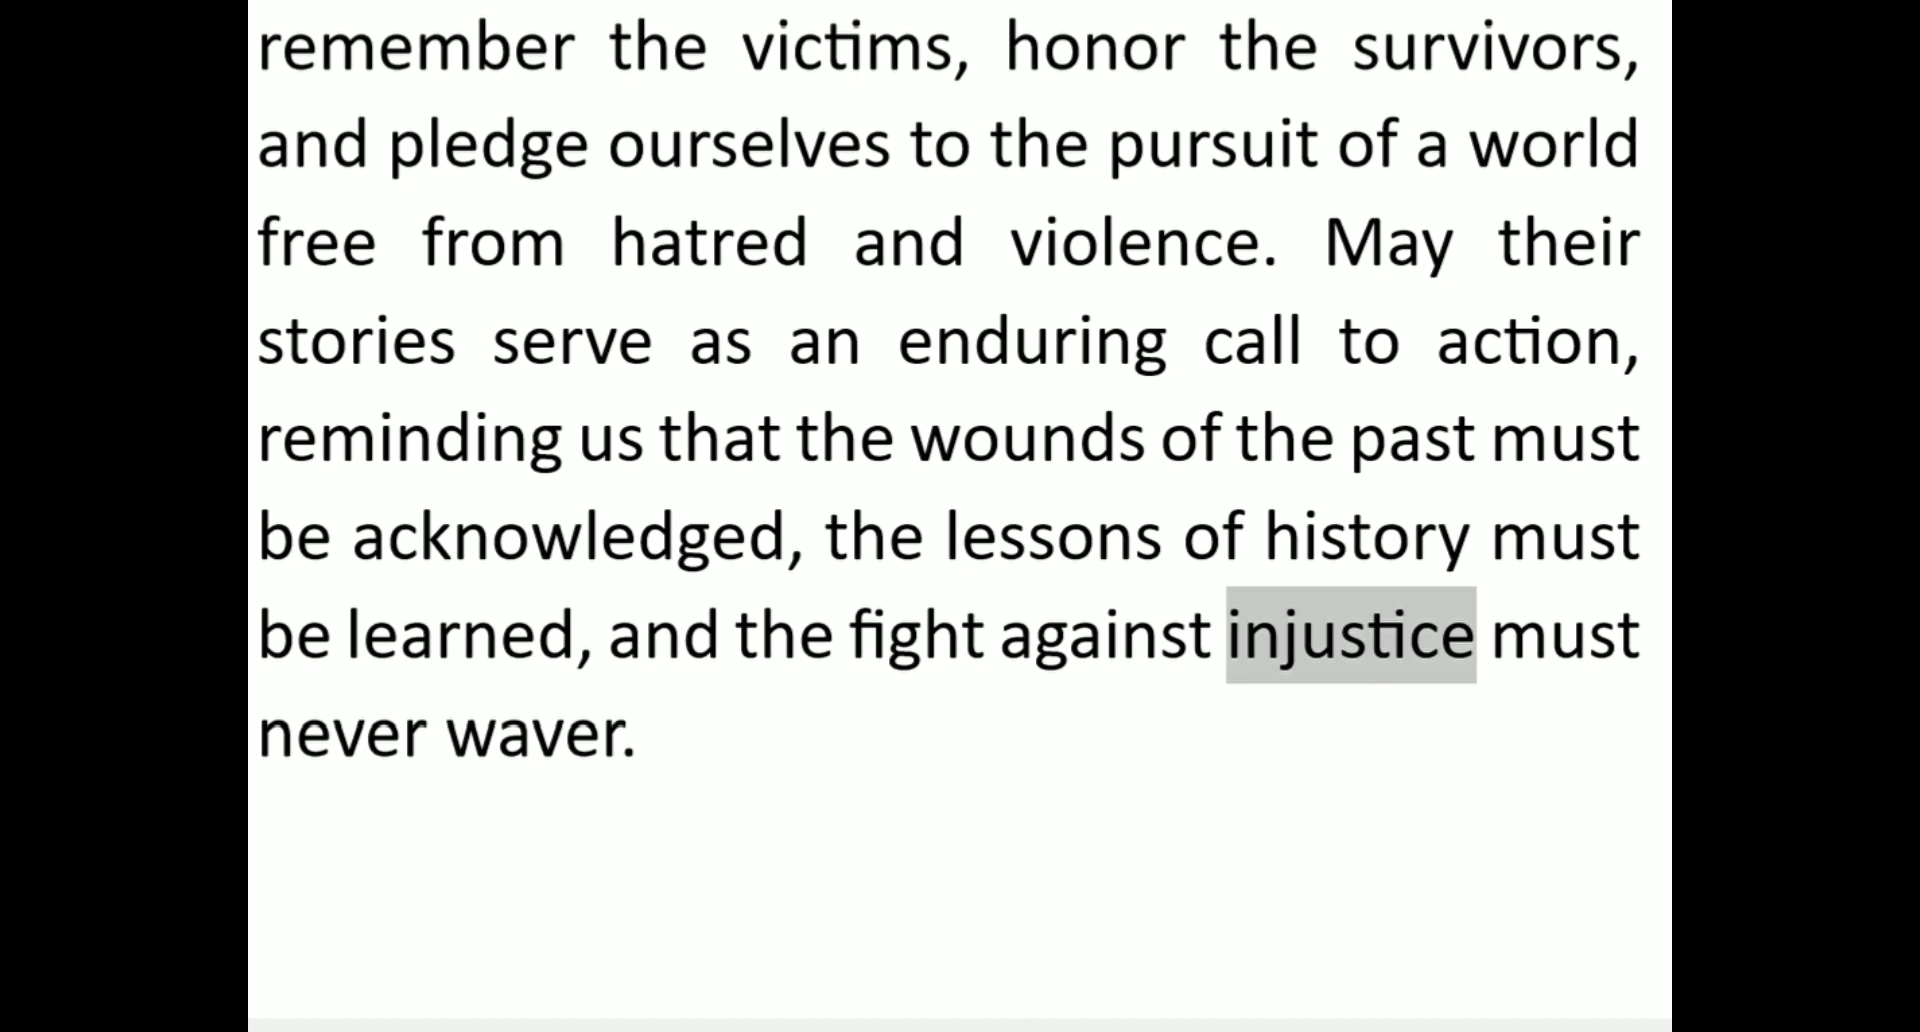 remember the victims, honor the survivors,
and pledge ourselves to the pursuit of a world
free from hatred and violence. May their
stories serve as an enduring call to action,
reminding us that the wounds of the past must
be acknowledged, the lessons of history must
be learned, and the fight against injustice must
never waver.